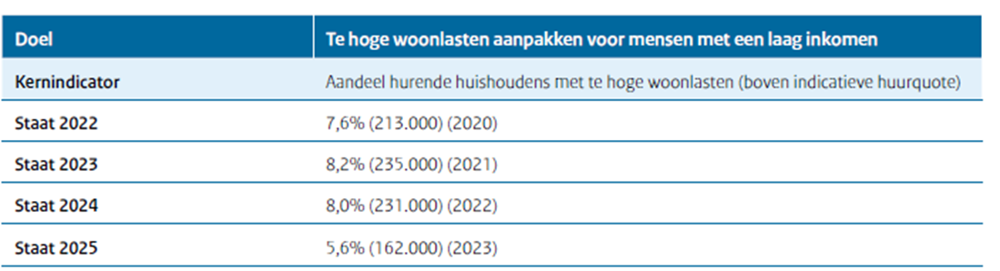 Doel Te hoge woonlasten aanpakken voor mensen met een laag inkomen
Kernindicator Aandeel hurende huishoudens met te hoge woonlasten (boven indicatieve huurquote)
Staat 2022 7,6% (213.000) (2020)
Staat 2023 8,2% (235.000) (2021)
Staat 2024 8,0% (231.000) (2022)
Staat 2025 5,6% (162.000) (2023)